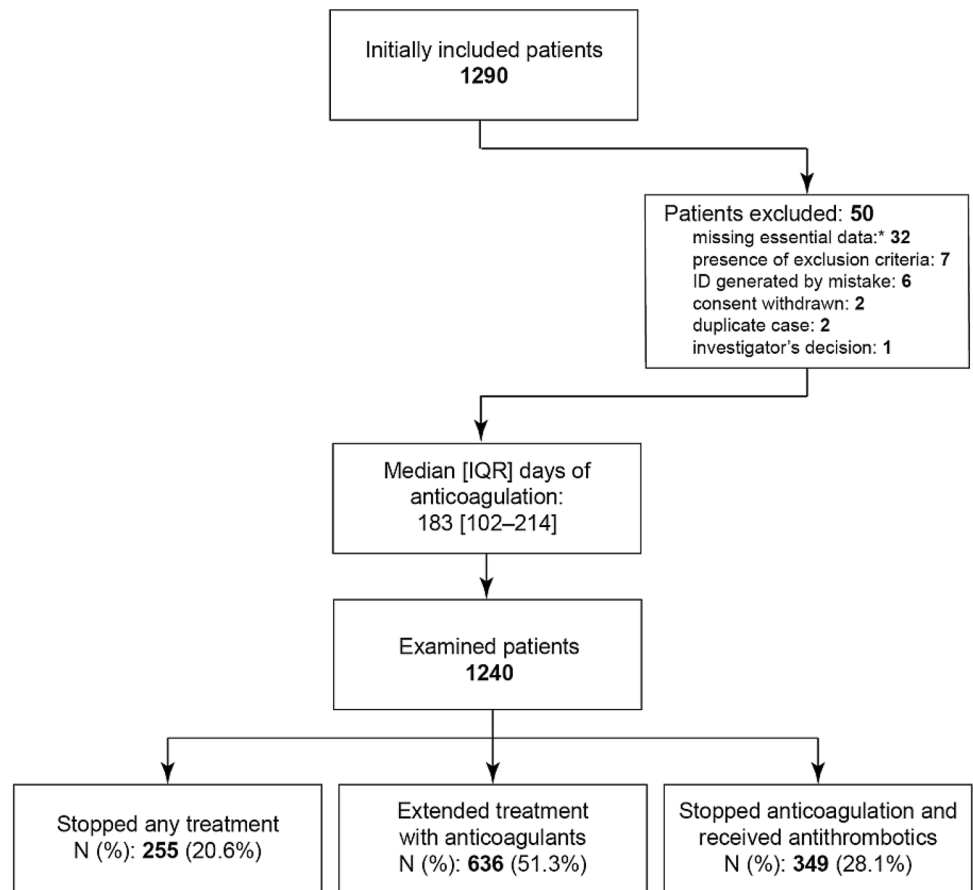 Initially included patients
1290
Patients excluded: 50
missing essential data:* 32
presence of exclusion criteria: 7
ID generated by mistake: 6
consent withdrawn: 2
duplicate case: 2
investigator's decision: 1
Median [IQR] days of
anticoagulation:
183 [102–214]
Examined patients
1240
Stopped any treatment
N (%): 255 (20.6%)
Extended treatment
with anticoagulants
N (%): 636 (51.3%)
Stopped anticoagulation and
received antithrombotics
N (%): 349 (28.1%)